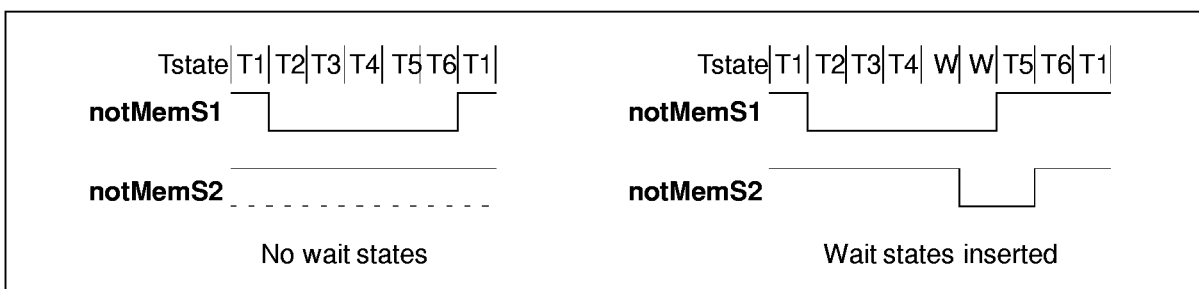 Tstate T1 T2 T3 T4 T5 T6 T1
notMemS1
notMemS2
No wait states
Tstate T1 T2 T3 T4 W W T5 T6 T1
notMemS1
notMemS2
Wait states inserted